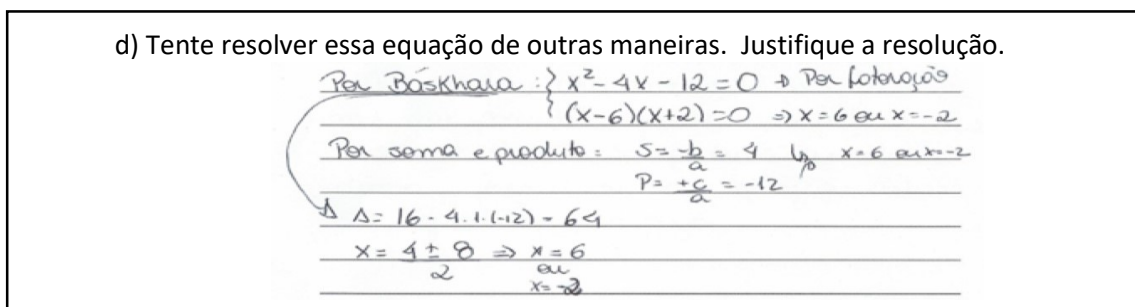 d) Tente resolver essa equação de outras maneiras. Justifique a resolução.
Por Báskhara : { x² - 4x - 12 = 0 → Por fatoração
(x-6)(x+2) = 0 ⇒ x = 6 ou x = -2
Por soma e produto: S = -b/a = 4 ↳ x = 6 ou x = -2
P = +c/a = -12
Δ = 16 - 4.1.(-12) = 64
x = 4 ± 8 / 2 ⇒ x = 6
ou
x = -2